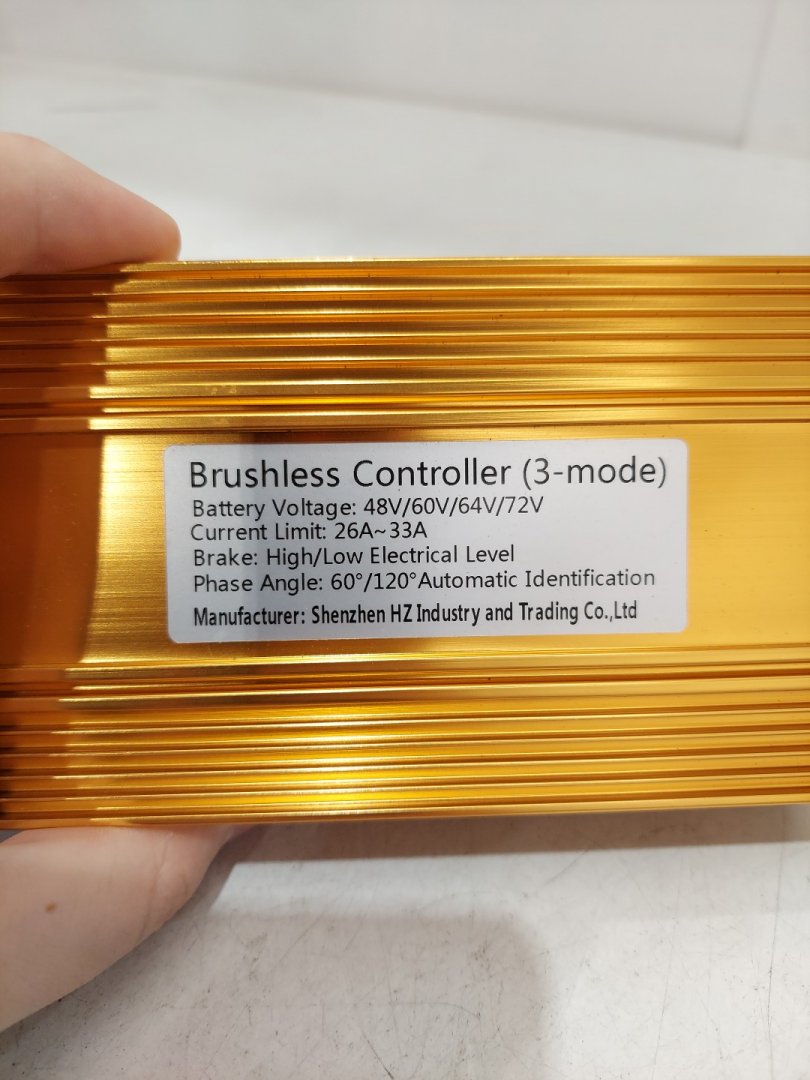 Brushless Controller (3-mode)
Battery Voltage: 48V/60V/64V/72V
Current Limit: 26A~33A
Brake: High/Low Electrical Level
Phase Angle: 60°/120°Automatic Identification
Manufacturer: Shenzhen HZ Industry and Trading Co.,Ltd